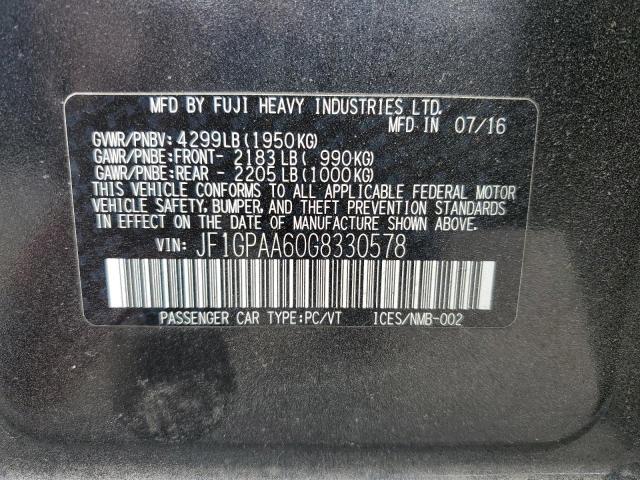 MFD BY FUJI HEAVY INDUSTRIES LTD.
MFD IN 07/16
GVWR/PNBV: 4299LB (1950KG)
GAWR/PNBE: FRONT- 2183 LB ( 990KG)
GAWR/PNBE: REAR - 2205 LB (1000KG)
THIS VEHICLE CONFORMS TO ALL APPLICABLE FEDERAL MOTOR
VEHICLE SAFETY, BUMPER, AND THEFT PREVENTION STANDARDS
IN EFFECT ON THE DATE OF MANUFACTURE SHOWN ABOVE.
VIN: JF1GPAA60G8330578
PASSENGER CAR TYPE:PC/VT ICES/NMB-002